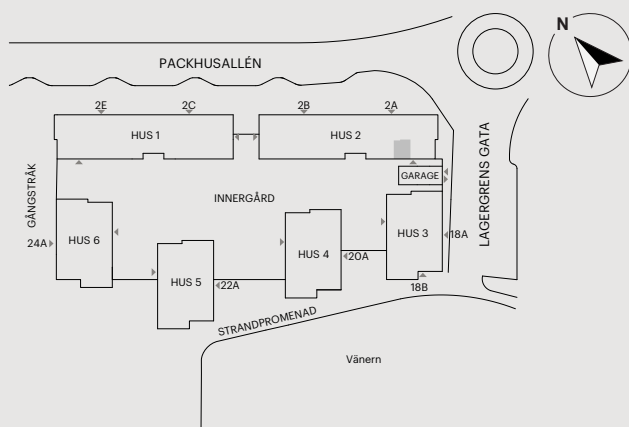 N
PACKHUSALLÉN
2E
2C
2B
2A
HUS 1
HUS 2
GARAGE
LAGERGRENS GATA
GÅNGSTRÅK
INNERGÅRD
24A
HUS 6
HUS 5
22A
HUS 4
20A
HUS 3
18A
18B
STRANDPROMENAD
Vänern